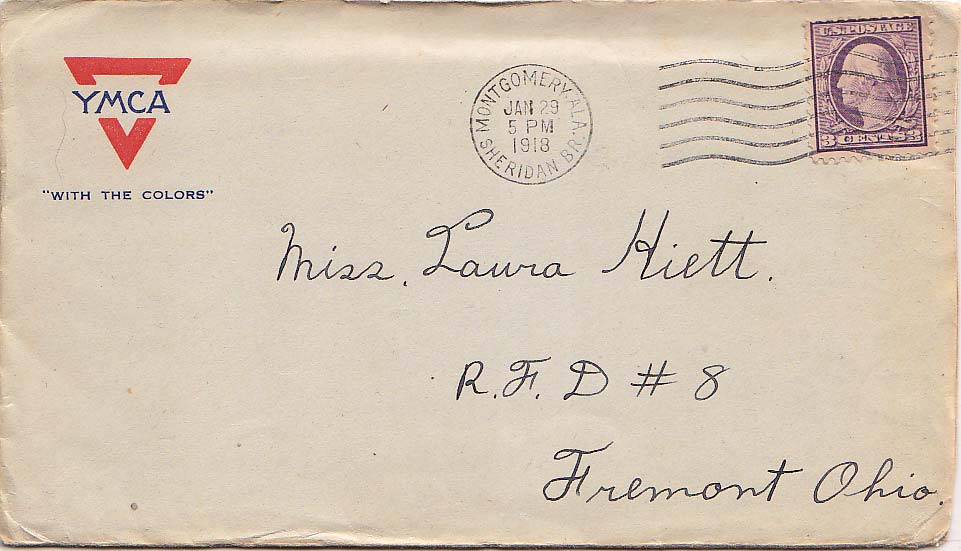 YMCA
"WITH THE COLORS"
MONTGOMERY, ALA.
JAN 29
5 PM
1918
SHERIDAN BR.
U.S. POSTAGE
3 CENTS 3
Miss. Laura Hiett.
R.F.D # 8
Fremont Ohio.